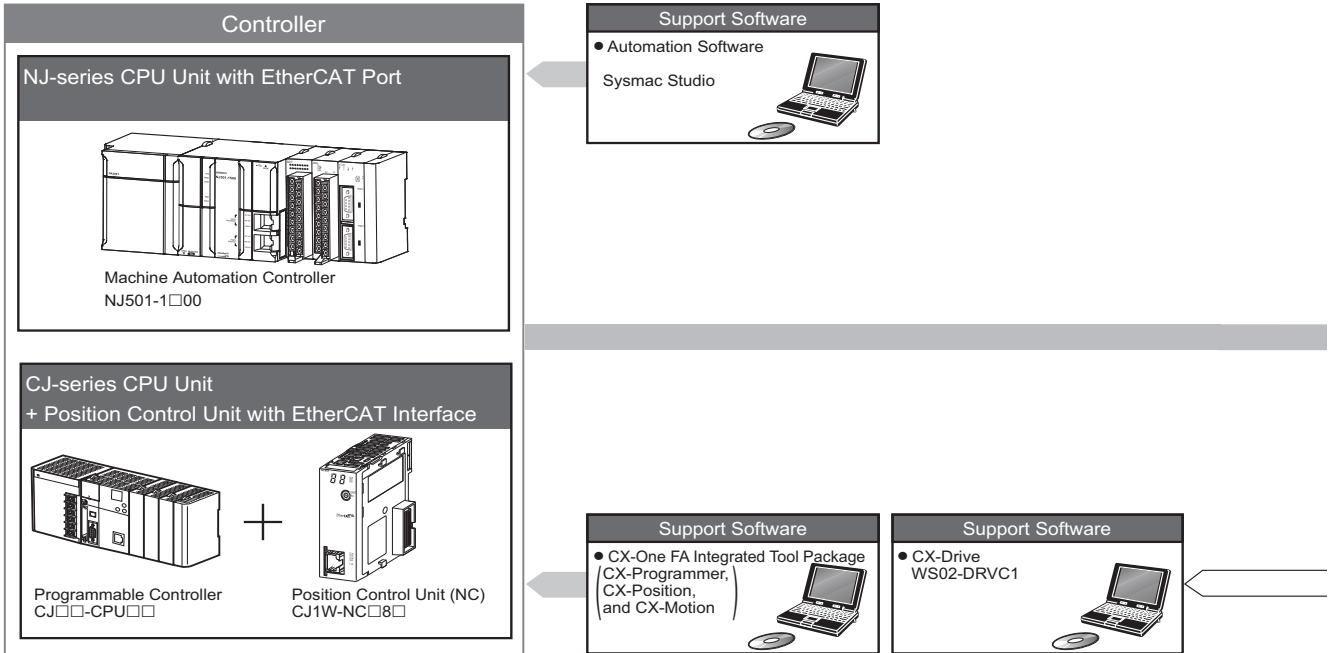 Controller
NJ-series CPU Unit with EtherCAT Port
NJ501-1500
Machine Automation Controller
NJ501-1□00
CJ-series CPU Unit
+ Position Control Unit with EtherCAT Interface
Programmable Controller
CJ□□-CPU□□
+
Position Control Unit (NC)
CJ1W-NC□8□
Support Software
● Automation Software
Sysmac Studio
Support Software
● CX-One FA Integrated Tool Package
(CX-Programmer,
CX-Position,
and CX-Motion)
Support Software
● CX-Drive
WS02-DRVC1